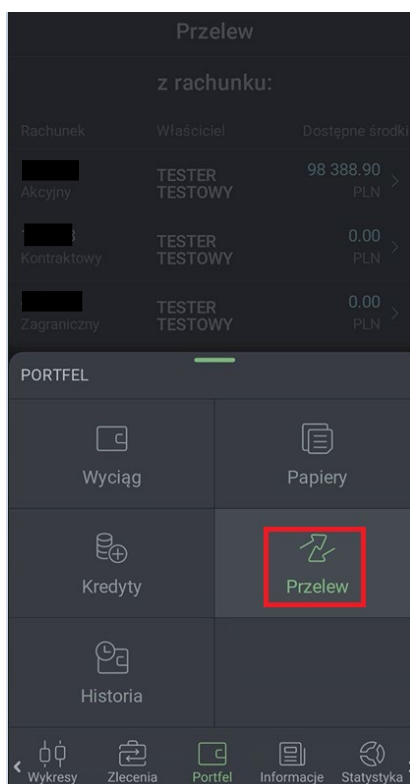 Przelew
z rachunku:
Rachunek Właściciel Dostępne środki
Akcyjny TESTER TESTOWY 98 388.90 PLN
Kontraktowy TESTER TESTOWY 0.00 PLN
Zagraniczny TESTER TESTOWY 0.00 PLN
PORTFEL
Wyciąg Papiery
Kredyty Przelew
Historia
Wykresy Zlecenia Portfel Informacje Statystyka